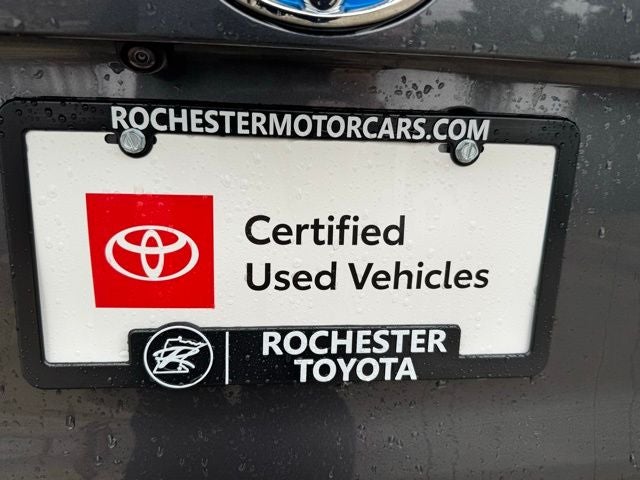 ROCHESTERMOTORCARS.COM
Certified
Used Vehicles
ROCHESTER
TOYOTA